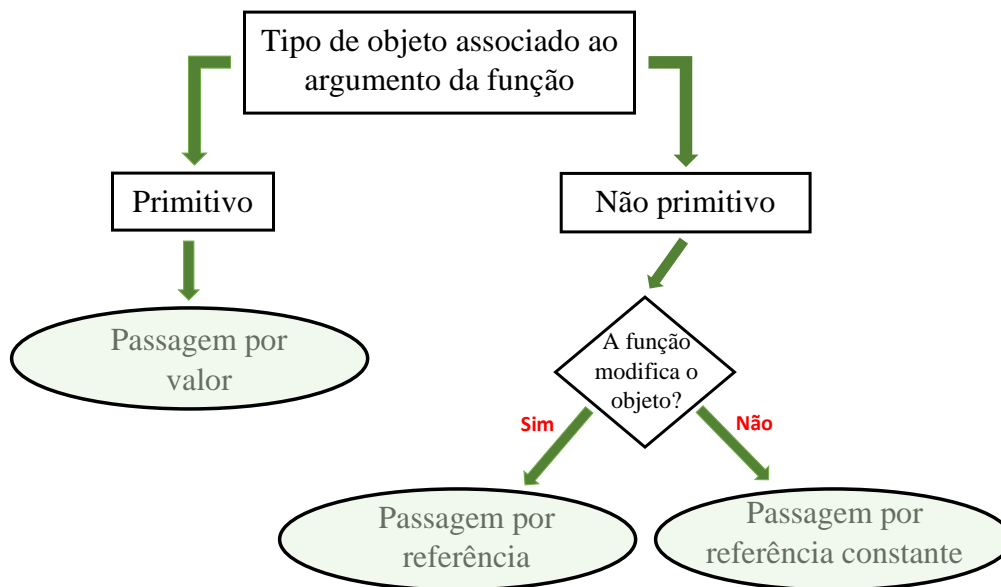 Tipo de objeto associado ao
argumento da função
Primitivo
Não primitivo
Passagem por
valor
A função
modifica o
objeto?
Sim
Não
Passagem por
referência
Passagem por
referência constante